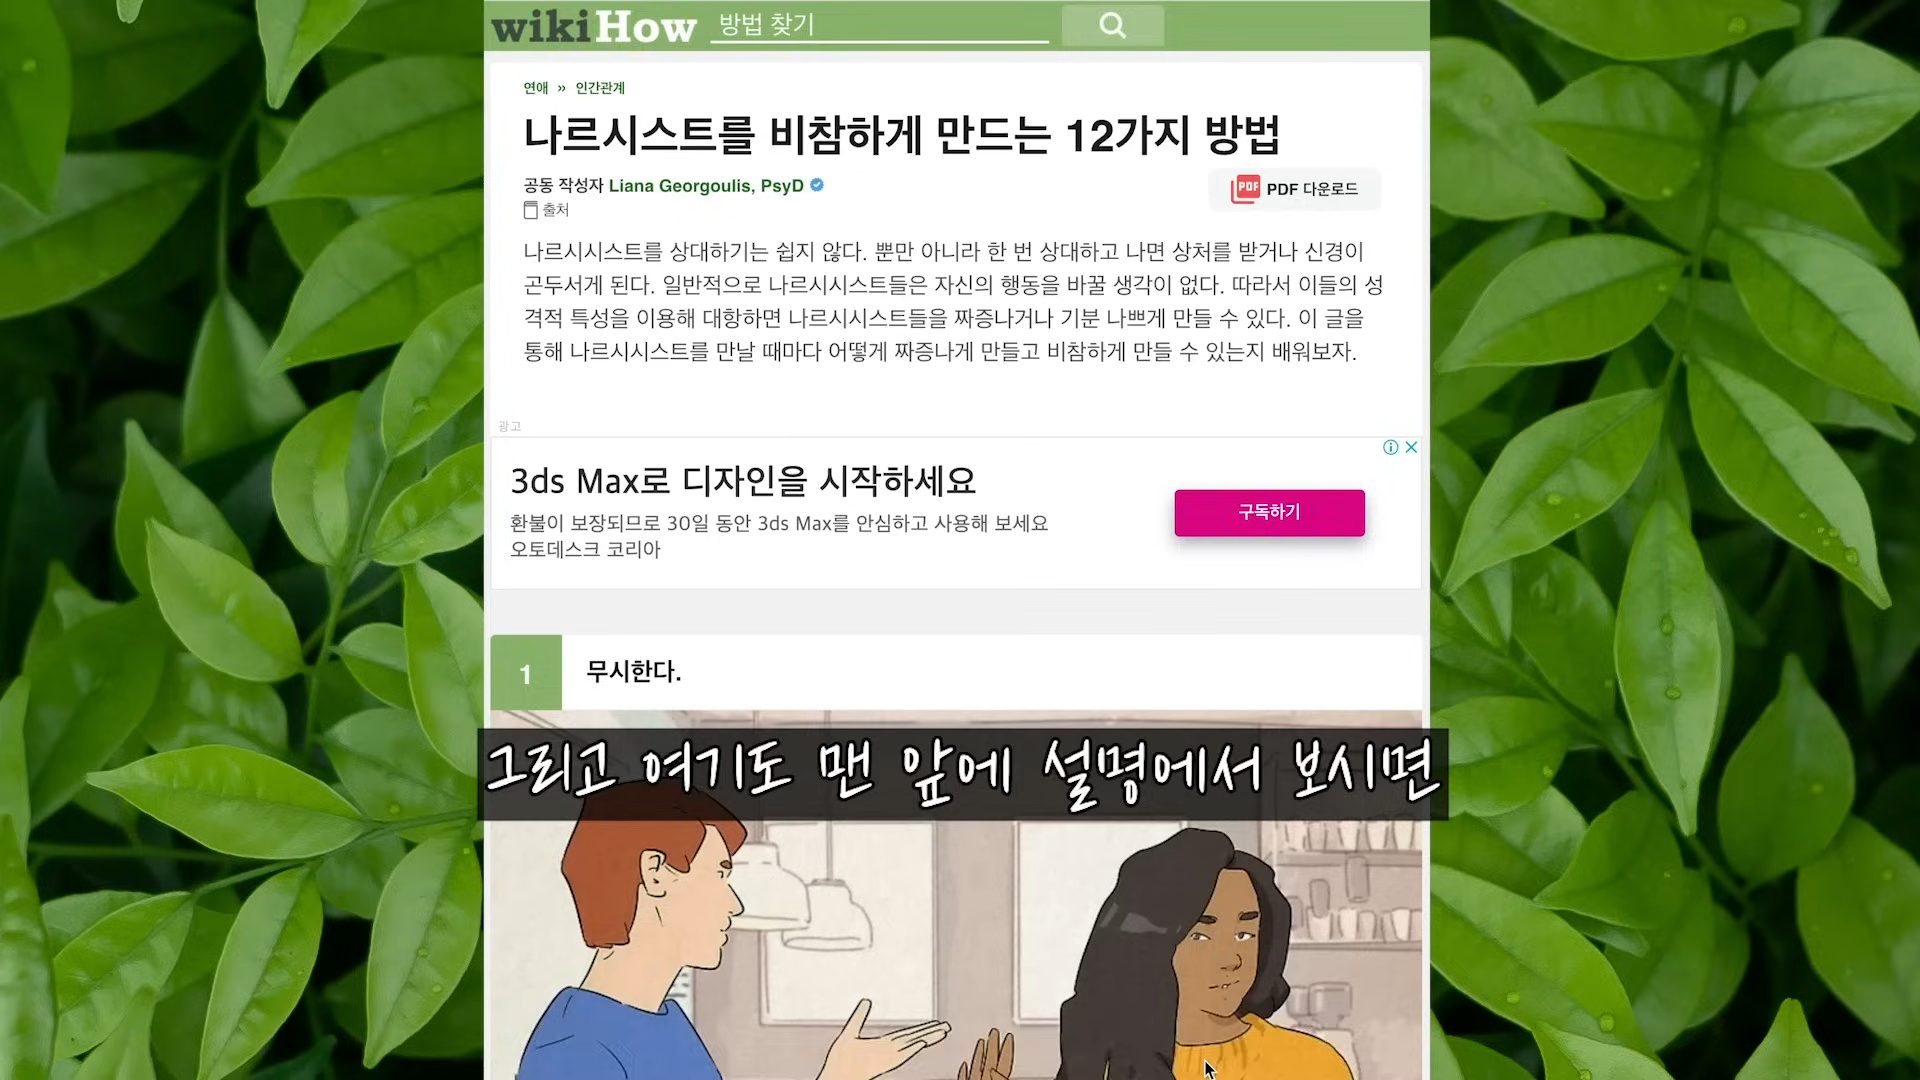 wikiHow 방법 찾기
연애 » 인간관계
나르시스트를 비참하게 만드는 12가지 방법
공동 작성자 Liana Georgoulis, PsyD
출처
PDF PDF 다운로드
나르시시스트를 상대하기는 쉽지 않다. 뿐만 아니라 한 번 상대하고 나면 상처를 받거나 신경이
곤두서게 된다. 일반적으로 나르시시스트들은 자신의 행동을 바꿀 생각이 없다. 따라서 이들의 성
격적 특성을 이용해 대항하면 나르시시스트들을 짜증나거나 기분 나쁘게 만들 수 있다. 이 글을
통해 나르시시스트를 만날 때마다 어떻게 짜증나게 만들고 비참하게 만들 수 있는지 배워보자.
광고
3ds Max로 디자인을 시작하세요
환불이 보장되므로 30일 동안 3ds Max를 안심하고 사용해 보세요
오토데스크 코리아
구독하기
1 무시한다.
그리고 여기도 맨 앞에 설명에서 보시면